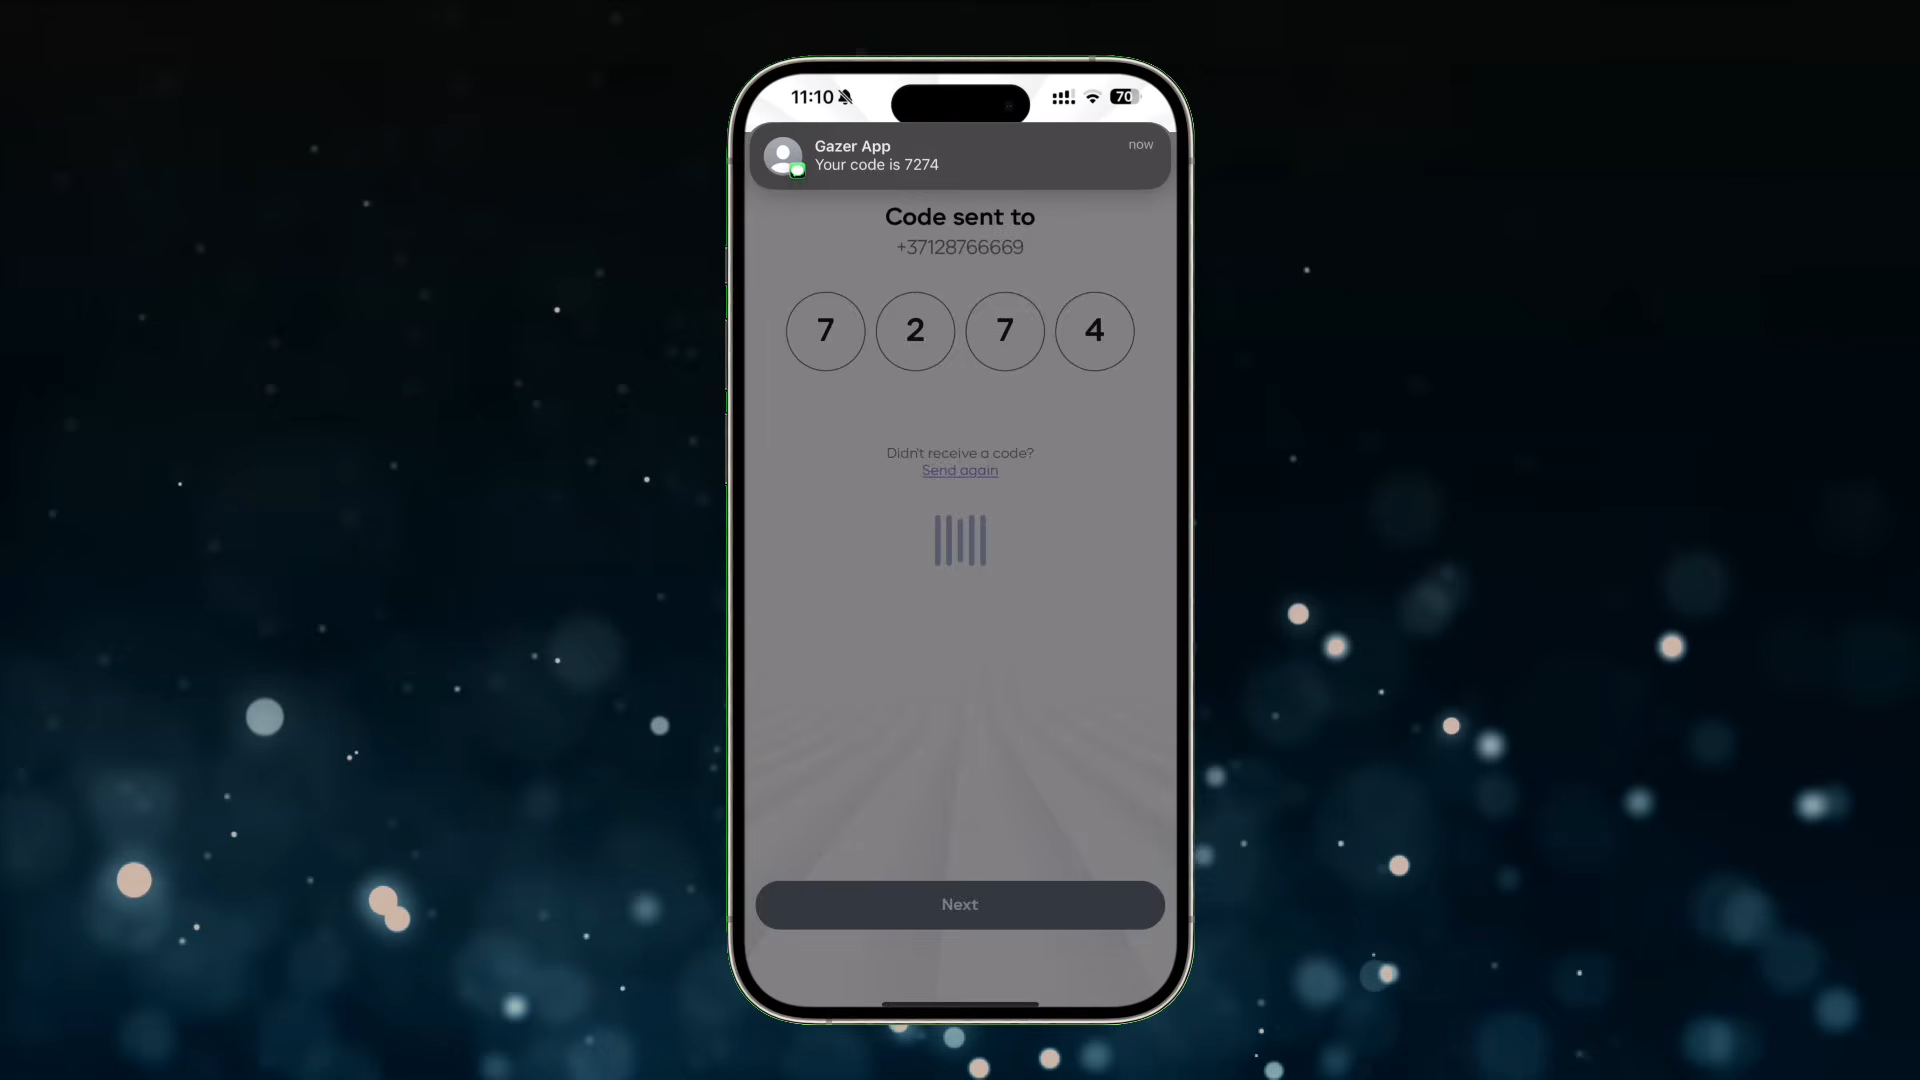 11:10
70
Gazer App
now
Your code is 7274
Code sent to
+37128766669
7 2 7 4
Didn't receive a code?
Send again
Next